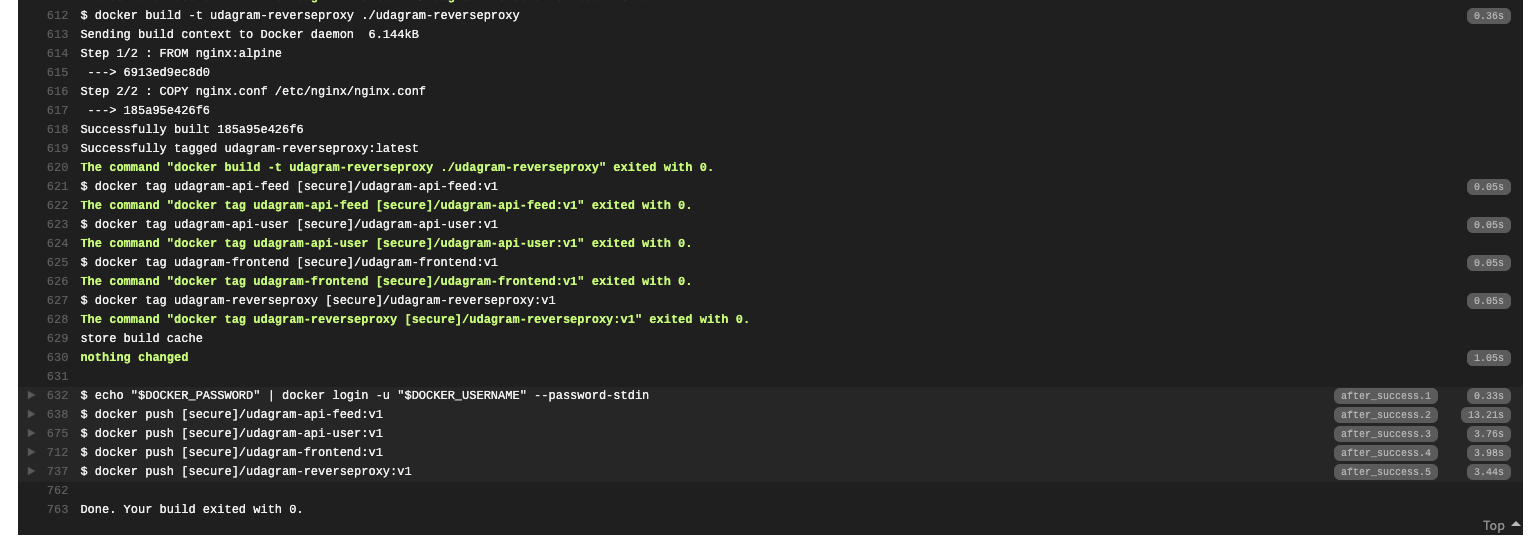 612 $ docker build -t udagram-reverseproxy ./udagram-reverseproxy 0.36s
613 Sending build context to Docker daemon  6.144kB
614 Step 1/2 : FROM nginx:alpine
615  ---> 6913ed9ec8d0
616 Step 2/2 : COPY nginx.conf /etc/nginx/nginx.conf
617  ---> 185a95e426f6
618 Successfully built 185a95e426f6
619 Successfully tagged udagram-reverseproxy:latest
620 The command "docker build -t udagram-reverseproxy ./udagram-reverseproxy" exited with 0.
621 $ docker tag udagram-api-feed [secure]/udagram-api-feed:v1 0.05s
622 The command "docker tag udagram-api-feed [secure]/udagram-api-feed:v1" exited with 0.
623 $ docker tag udagram-api-user [secure]/udagram-api-user:v1 0.05s
624 The command "docker tag udagram-api-user [secure]/udagram-api-user:v1" exited with 0.
625 $ docker tag udagram-frontend [secure]/udagram-frontend:v1 0.05s
626 The command "docker tag udagram-frontend [secure]/udagram-frontend:v1" exited with 0.
627 $ docker tag udagram-reverseproxy [secure]/udagram-reverseproxy:v1 0.05s
628 The command "docker tag udagram-reverseproxy [secure]/udagram-reverseproxy:v1" exited with 0.
629 store build cache
630 nothing changed 1.05s
631
632 $ echo "$DOCKER_PASSWORD" | docker login -u "$DOCKER_USERNAME" --password-stdin after_success.1 0.33s
638 $ docker push [secure]/udagram-api-feed:v1 after_success.2 13.21s
675 $ docker push [secure]/udagram-api-user:v1 after_success.3 3.76s
712 $ docker push [secure]/udagram-frontend:v1 after_success.4 3.98s
737 $ docker push [secure]/udagram-reverseproxy:v1 after_success.5 3.44s
762
763 Done. Your build exited with 0.
Top